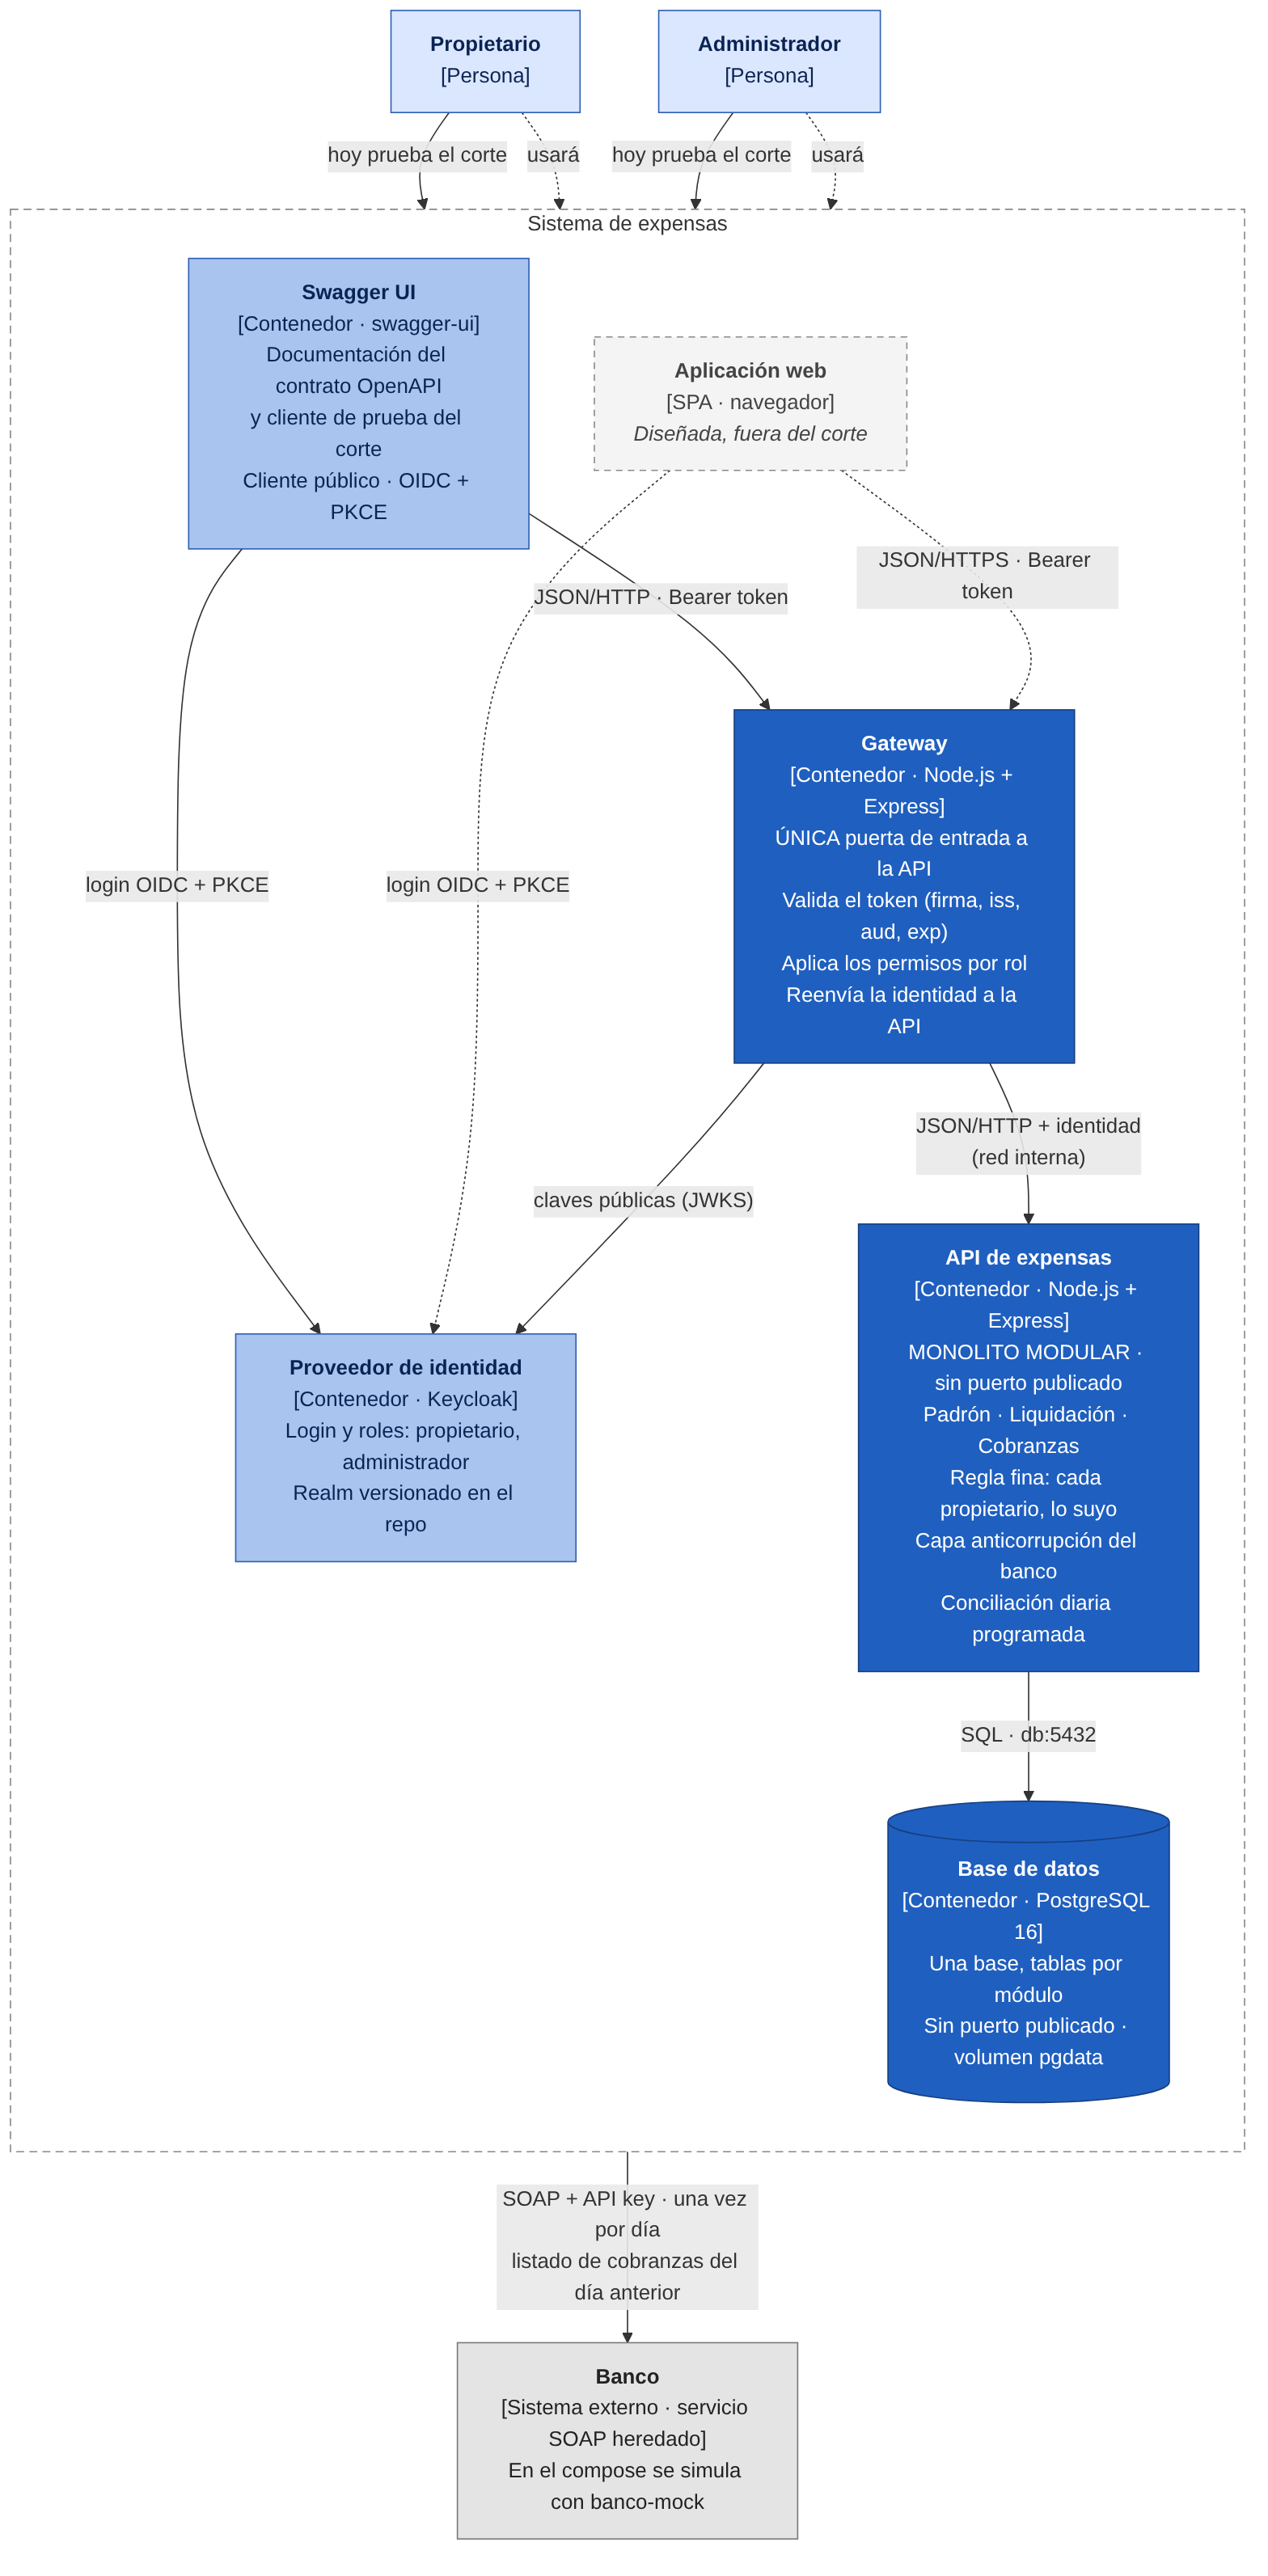 Propietario
[Persona]
Administrador
[Persona]
hoy prueba el corte
usará
hoy prueba el corte
usará
Sistema de expensas
Swagger UI
[Contenedor · swagger-ui]
Documentación del
contrato OpenAPI
y cliente de prueba del
corte
Cliente público · OIDC +
PKCE
Aplicación web
[SPA · navegador]
Diseñada, fuera del corte
JSON/HTTP · Bearer token
JSON/HTTPS · Bearer
token
Gateway
[Contenedor · Node.js +
Express]
ÚNICA puerta de entrada a
la API
Valida el token (firma, iss,
aud, exp)
Aplica los permisos por rol
Reenvía la identidad a la
API
login OIDC + PKCE
login OIDC + PKCE
JSON/HTTP + identidad
(red interna)
claves públicas (JWKS)
API de expensas
[Contenedor · Node.js +
Express]
MONOLITO MODULAR ·
sin puerto publicado
Padrón · Liquidación ·
Cobranzas
Regla fina: cada
propietario, lo suyo
Capa anticorrupción del
banco
Conciliación diaria
programada
Proveedor de identidad
[Contenedor · Keycloak]
Login y roles: propietario,
administrador
Realm versionado en el
repo
SQL · db:5432
Base de datos
[Contenedor · PostgreSQL
16]
Una base, tablas por
módulo
Sin puerto publicado ·
volumen pgdata
SOAP + API key · una vez
por día
listado de cobranzas del
día anterior
Banco
[Sistema externo · servicio
SOAP heredado]
En el compose se simula
con banco-mock